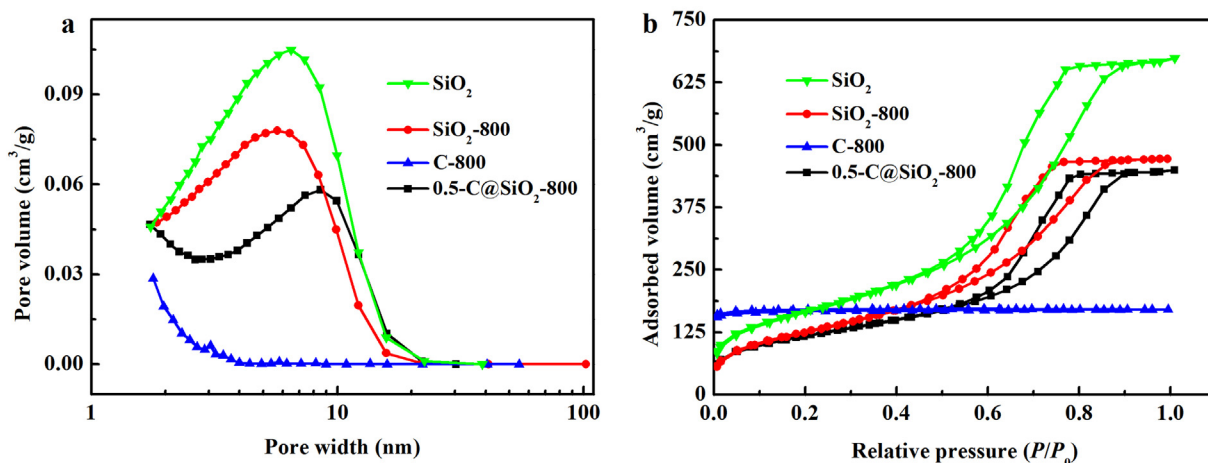 a
Pore volume (cm³/g)
0.09
0.06
0.03
0.00
1
10
100
Pore width (nm)
SiO₂
SiO₂-800
C-800
0.5-C@SiO₂-800
b
Adsorbed volume (cm³/g)
750
625
500
375
250
125
0
0.0
0.2
0.4
0.6
0.8
1.0
Relative pressure (P/Pₒ)
SiO₂
SiO₂-800
C-800
0.5-C@SiO₂-800